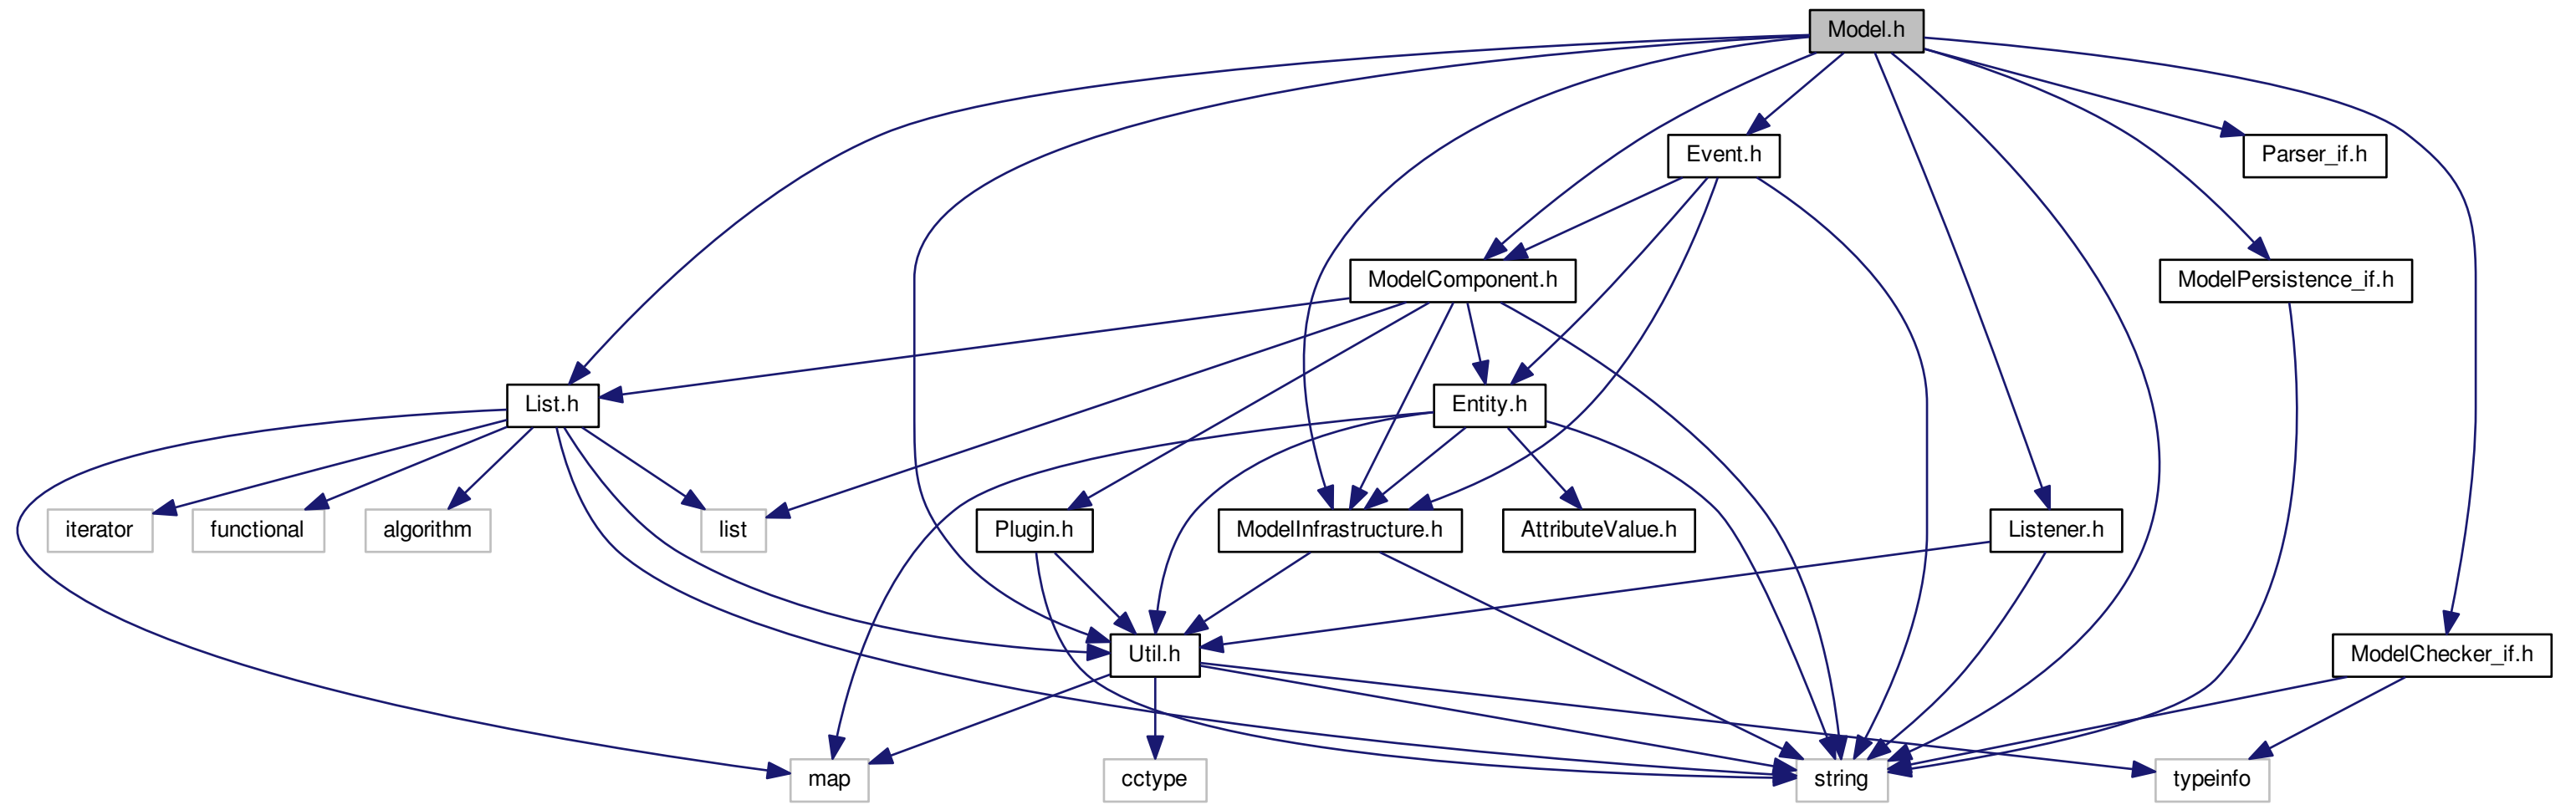 Model.h
Event.h
Parser_if.h
ModelComponent.h
ModelPersistence_if.h
List.h
Entity.h
iterator
functional
algorithm
list
Plugin.h
ModelInfrastructure.h
AttributeValue.h
Listener.h
Util.h
ModelChecker_if.h
map
cctype
string
typeinfo